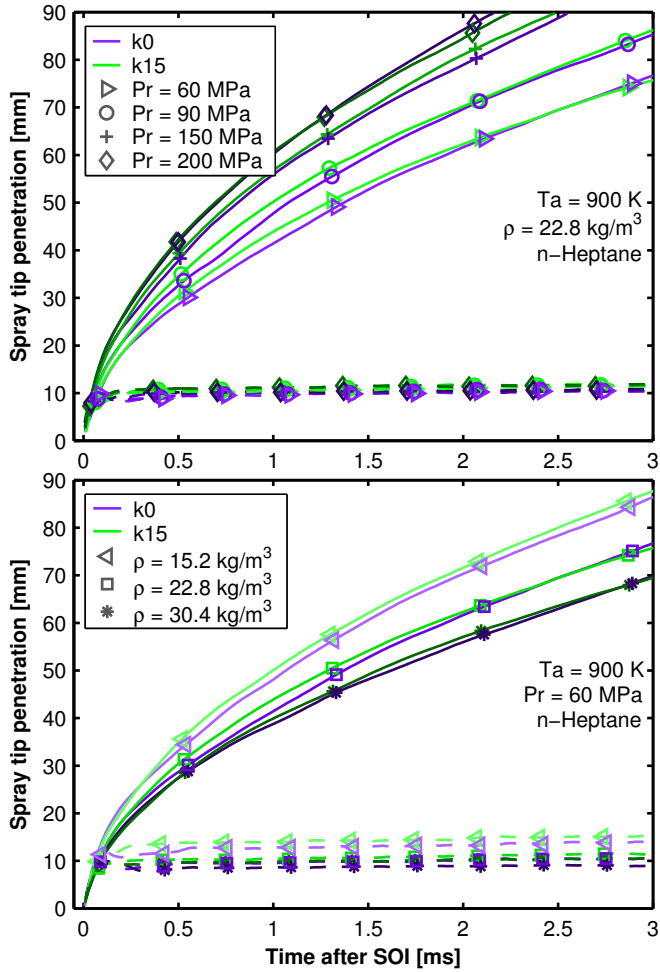 90
80
70
60
50
40
30
20
10
0
Spray tip penetration [mm]
k0
k15
Pr = 60 MPa
Pr = 90 MPa
Pr = 150 MPa
Pr = 200 MPa
Ta = 900 K
ρ = 22.8 kg/m³
n−Heptane
0 0.5 1 1.5 2 2.5 3
90
80
70
60
50
40
30
20
10
0
Spray tip penetration [mm]
k0
k15
ρ = 15.2 kg/m³
ρ = 22.8 kg/m³
ρ = 30.4 kg/m³
Ta = 900 K
Pr = 60 MPa
n−Heptane
0 0.5 1 1.5 2 2.5 3
Time after SOI [ms]